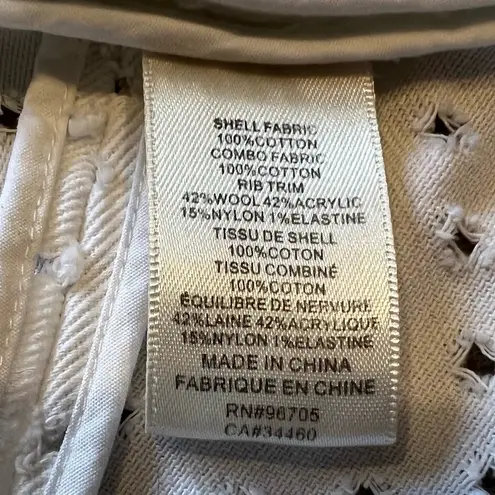 SHELL FABRIC
100%COTTON
COMBO FABRIC
100%COTTON
RIB TRIM
42%WOOL 42%ACRYLIC
15%NYLON 1%ELASTINE
TISSU DE SHELL
100%COTON
TISSU COMBINÉ
100%COTON
ÉQUILIBRE DE NERVURE
42%LAINE 42%ACRYLIQUE
15%NYLON 1%ELASTINE
MADE IN CHINA
FABRIQUE EN CHINE
RN#96705
CA#34460